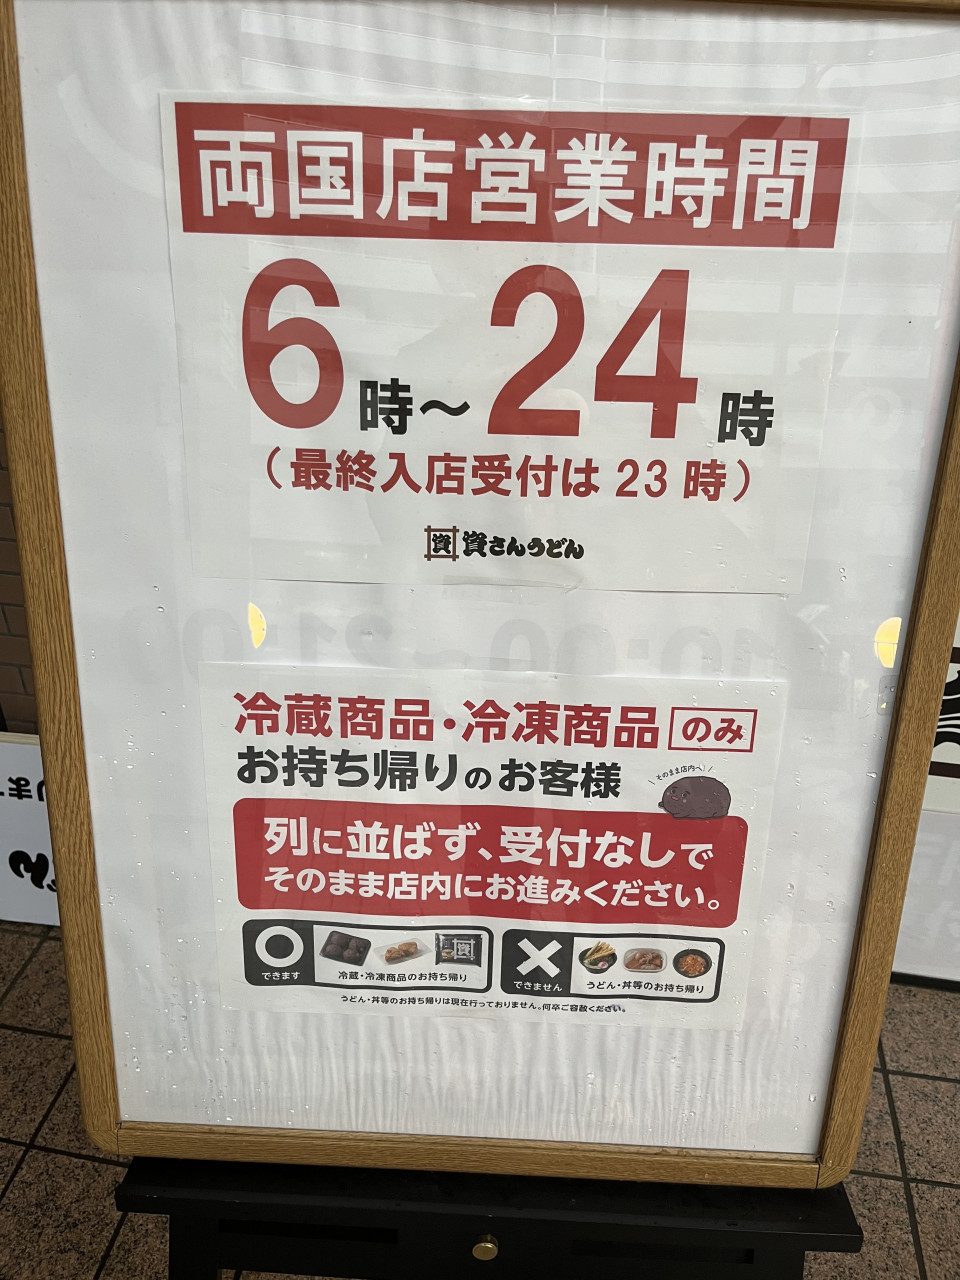 両国店営業時間
6時～24時
（最終入店受付は 23 時）
資 資さんうどん
冷蔵商品・冷凍商品 のみ
お持ち帰りのお客様
そのまま店内へ
列に並ばず、受付なしで
そのまま店内にお進みください。
できます
冷蔵・冷凍商品のお持ち帰り
できません
うどん・丼等のお持ち帰り
うどん・丼等のお持ち帰りは現在行っておりません。何卒ご容赦ください。